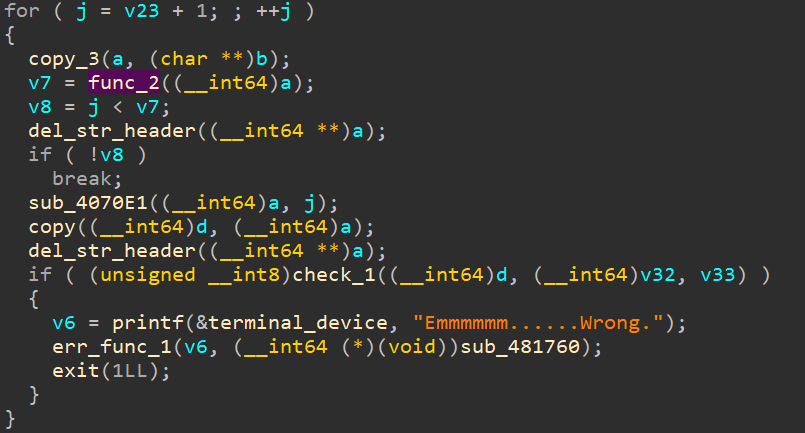 for ( j = v23 + 1; ; ++j )
{
  copy_3(a, (char **)b);
  v7 = func_2((__int64)a);
  v8 = j < v7;
  del_str_header((__int64 **)a);
  if ( !v8 )
    break;
  sub_4070E1((__int64)a, j);
  copy((__int64)d, (__int64)a);
  del_str_header((__int64 **)a);
  if ( (unsigned __int8)check_1((__int64)d, (__int64)v32, v33) )
  {
    v6 = printf(&terminal_device, "Emmmmmm......Wrong.");
    err_func_1(v6, (__int64 (*)(void))sub_481760);
    exit(1LL);
  }
}